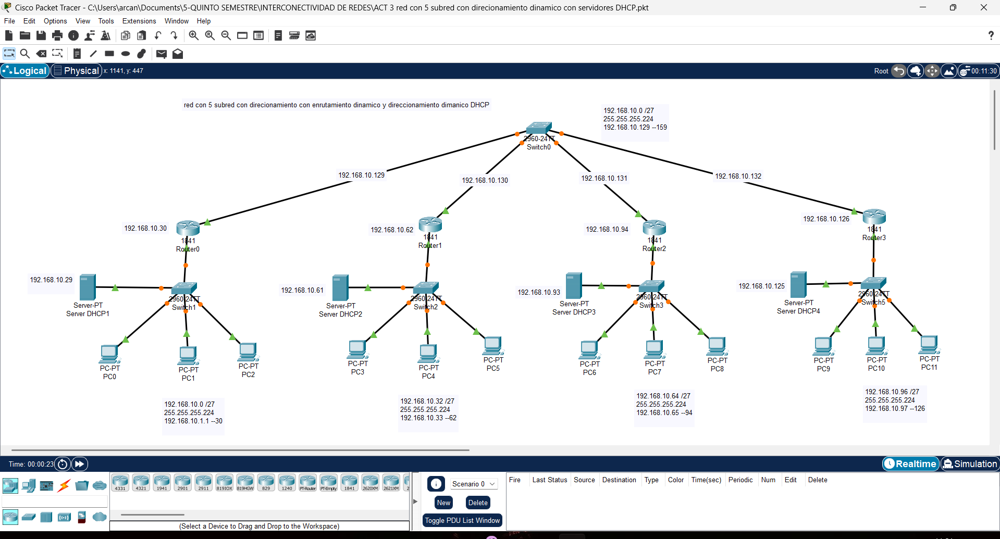 Cisco Packet Tracer - C:\Users\arcan\Documents\5-QUINTO SEMESTRE\INTERCONECTIVIDAD DE REDES\ACT 3 red con 5 subred con direcionamiento dinamico con servidores DHCP.pkt
File Edit Options View Tools Extensions Window Help
?
Logical Physical x: 1141, y: 447 Root 00:11:30
red con 5 subred con direcionamiento con enrutamiento dinamico y direccionamiento dimanico DHCP
192.168.10.0 /27
255.255.255.224
192.168.10.129 --159
2960-24TT
Switch0
192.168.10.129
192.168.10.130
192.168.10.131
192.168.10.132
192.168.10.30
1841
Router0
192.168.10.62
1841
Router1
192.168.10.94
1841
Router2
192.168.10.126
1841
Router3
192.168.10.29
Server-PT
Server DHCP1
2960-24TT
Switch1
192.168.10.61
Server-PT
Server DHCP2
2960-24TT
Switch2
192.168.10.93
Server-PT
Server DHCP3
2960-24TT
Switch3
192.168.10.125
Server-PT
Server DHCP4
2960-24TT
Switch5
PC-PT
PC0
PC-PT
PC1
PC-PT
PC2
PC-PT
PC3
PC-PT
PC4
PC-PT
PC5
PC-PT
PC6
PC-PT
PC7
PC-PT
PC8
PC-PT
PC9
PC-PT
PC10
PC-PT
PC11
192.168.10.0 /27
255.255.255.224
192.168.10.1.1 --30
192.168.10.32 /27
255.255.255.224
192.168.10.33 --62
192.168.10.64 /27
255.255.255.224
192.168.10.65 --94
192.168.10.96 /27
255.255.255.224
192.168.10.97 --126
Time: 00:00:23 Realtime Simulation
4331 4321 1941 2901 2911 819IOX 819HGW 829 1240 PT-Router PT-Empty 1841 2620XM 2621XM 2
(Select a Device to Drag and Drop to the Workspace)
Scenario 0
New Delete
Toggle PDU List Window
Fire Last Status Source Destination Type Color Time(sec) Periodic Num Edit Delete